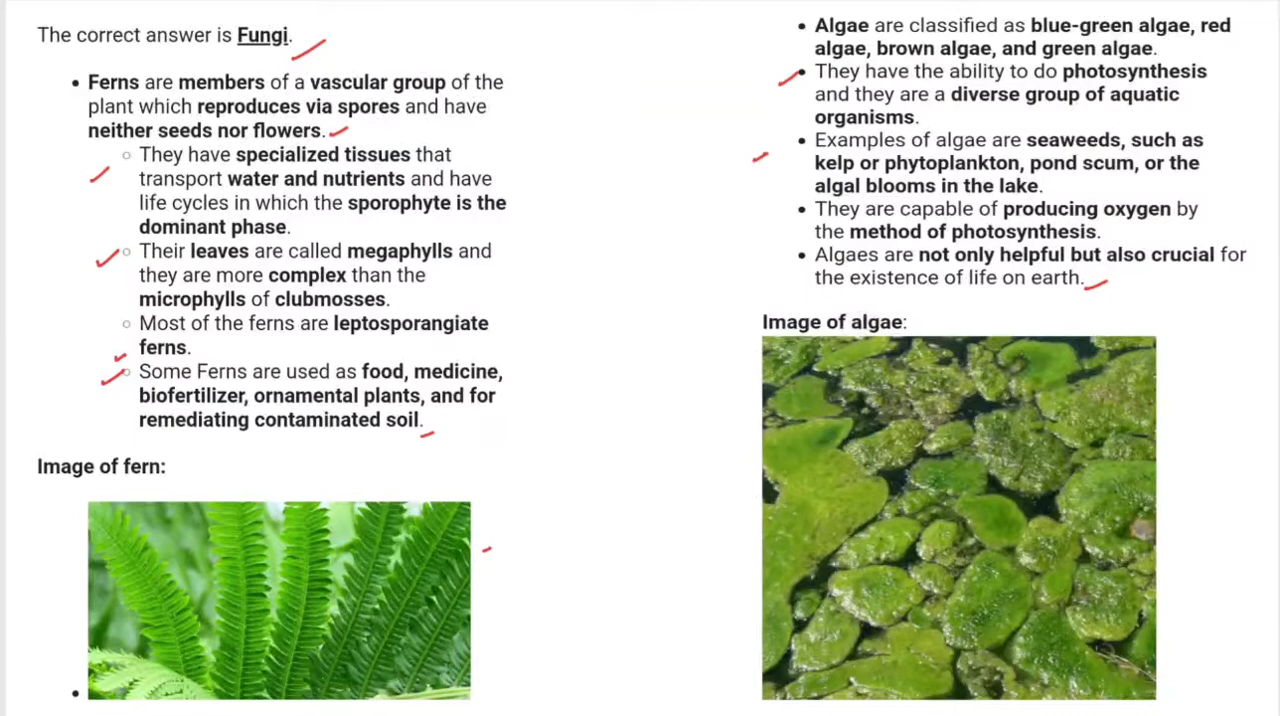 The correct answer is Fungi.
• Ferns are members of a vascular group of the
plant which reproduces via spores and have
neither seeds nor flowers.
○ They have specialized tissues that
transport water and nutrients and have
life cycles in which the sporophyte is the
dominant phase.
○ Their leaves are called megaphylls and
they are more complex than the
microphylls of clubmosses.
○ Most of the ferns are leptosporangiate
ferns.
○ Some Ferns are used as food, medicine,
biofertilizer, ornamental plants, and for
remediating contaminated soil.
Image of fern:
• Algae are classified as blue-green algae, red
algae, brown algae, and green algae.
• They have the ability to do photosynthesis
and they are a diverse group of aquatic
organisms.
• Examples of algae are seaweeds, such as
kelp or phytoplankton, pond scum, or the
algal blooms in the lake.
• They are capable of producing oxygen by
the method of photosynthesis.
• Algaes are not only helpful but also crucial for
the existence of life on earth.
Image of algae: